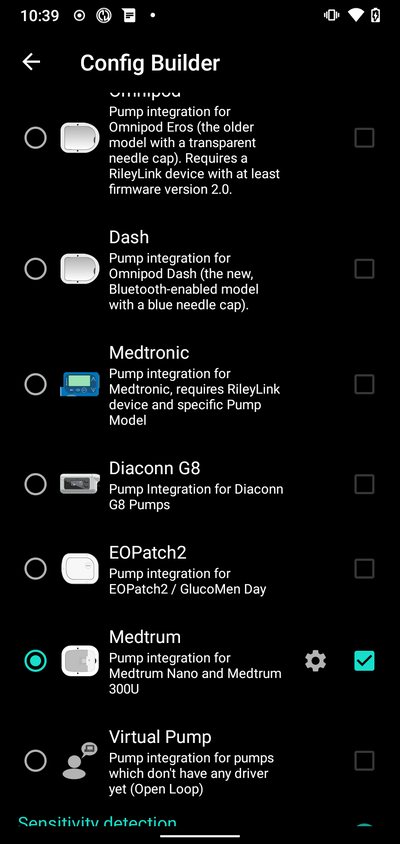 10:39
Config Builder
Omnipod
Pump integration for
Omnipod Eros (the older
model with a transparent
needle cap). Requires a
RileyLink device with at least
firmware version 2.0.
Dash
Pump integration for
Omnipod Dash (the new,
Bluetooth-enabled model
with a blue needle cap).
Medtronic
Pump integration for
Medtronic, requires RileyLink
device and specific Pump
Model
Diaconn G8
Pump Integration for Diaconn
G8 Pumps
EOPatch2
Pump integration for
EOPatch2 / GlucoMen Day
Medtrum
Pump integration for
Medtrum Nano and Medtrum
300U
Virtual Pump
Pump integration for pumps
which don't have any driver
yet (Open Loop)
Sensitivity detection